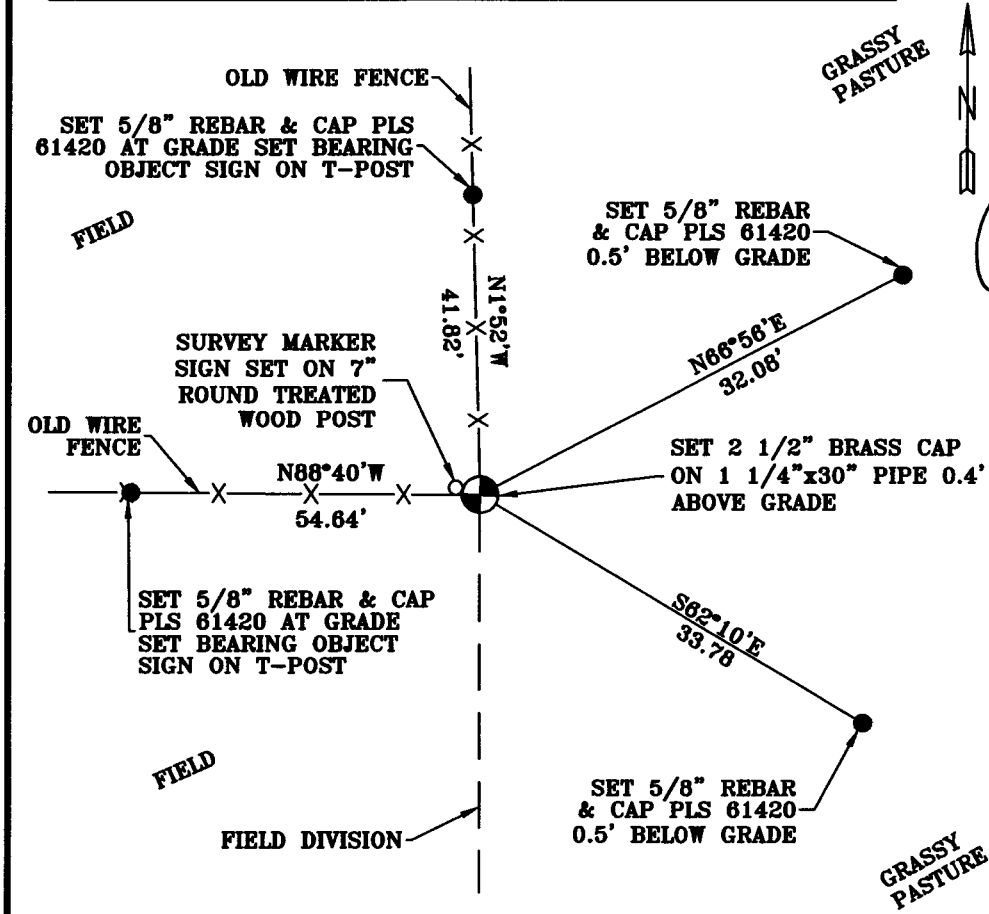 GRASSY
PASTURE
N
OLD WIRE FENCE
SET 5/8" REBAR & CAP PLS
61420 AT GRADE SET BEARING
OBJECT SIGN ON T-POST
FIELD
SET 5/8" REBAR
& CAP PLS 61420
0.5' BELOW GRADE
N1°52'W
41.82'
N66°56'E
32.08'
SURVEY MARKER
SIGN SET ON 7"
ROUND TREATED
WOOD POST
OLD WIRE
FENCE
N88°40'W
54.64'
SET 2 1/2" BRASS CAP
ON 1 1/4"x30" PIPE 0.4'
ABOVE GRADE
SET 5/8" REBAR & CAP
PLS 61420 AT GRADE
SET BEARING OBJECT
SIGN ON T-POST
S62°10'E
33.78
FIELD
SET 5/8" REBAR
& CAP PLS 61420
0.5' BELOW GRADE
FIELD DIVISION
GRASSY
PASTURE